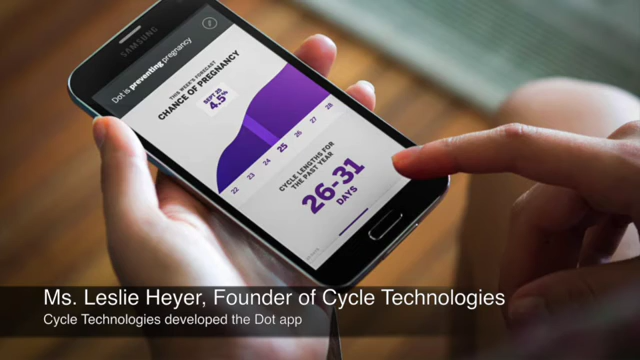 SAMSUNG
Dot is preventing pregnancy
THIS WEEK'S FORECAST
CHANCE OF PREGNANCY
SEPT 25
4.5%
22 23 24 25 26 27 28
CYCLE LENGTHS FOR
THE PAST YEAR
26-31
DAYS
Ms. Leslie Heyer, Founder of Cycle Technologies
Cycle Technologies developed the Dot app